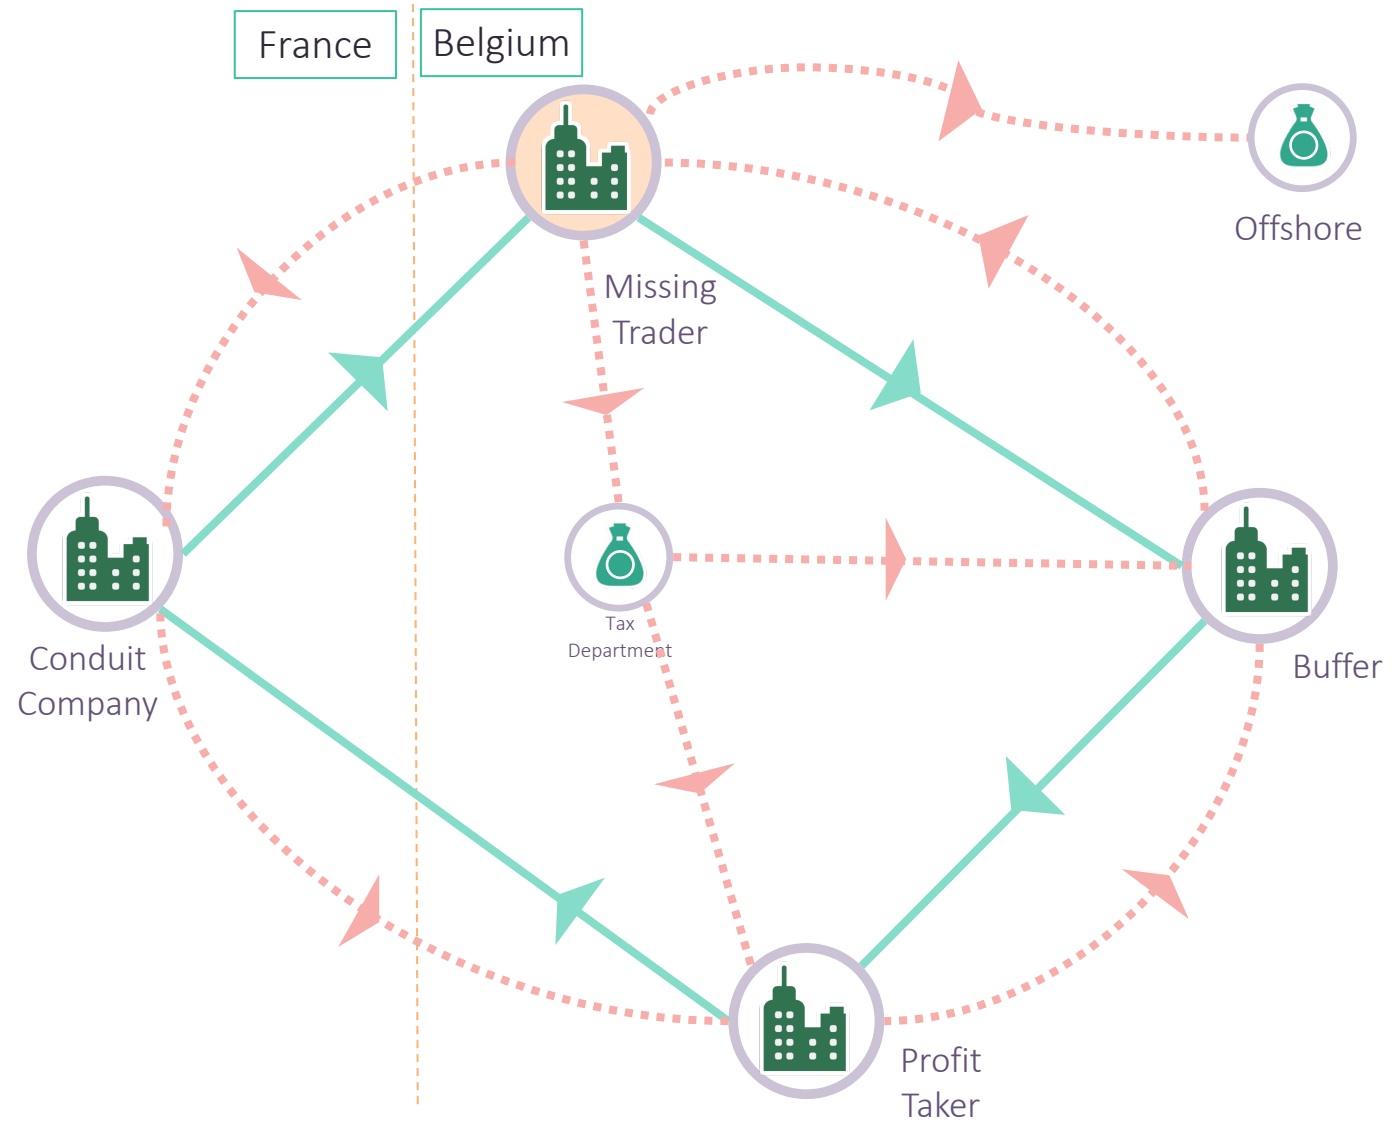 France
Belgium
Offshore
Missing
Trader
Tax
Department
Conduit
Company
Buffer
Profit
Taker